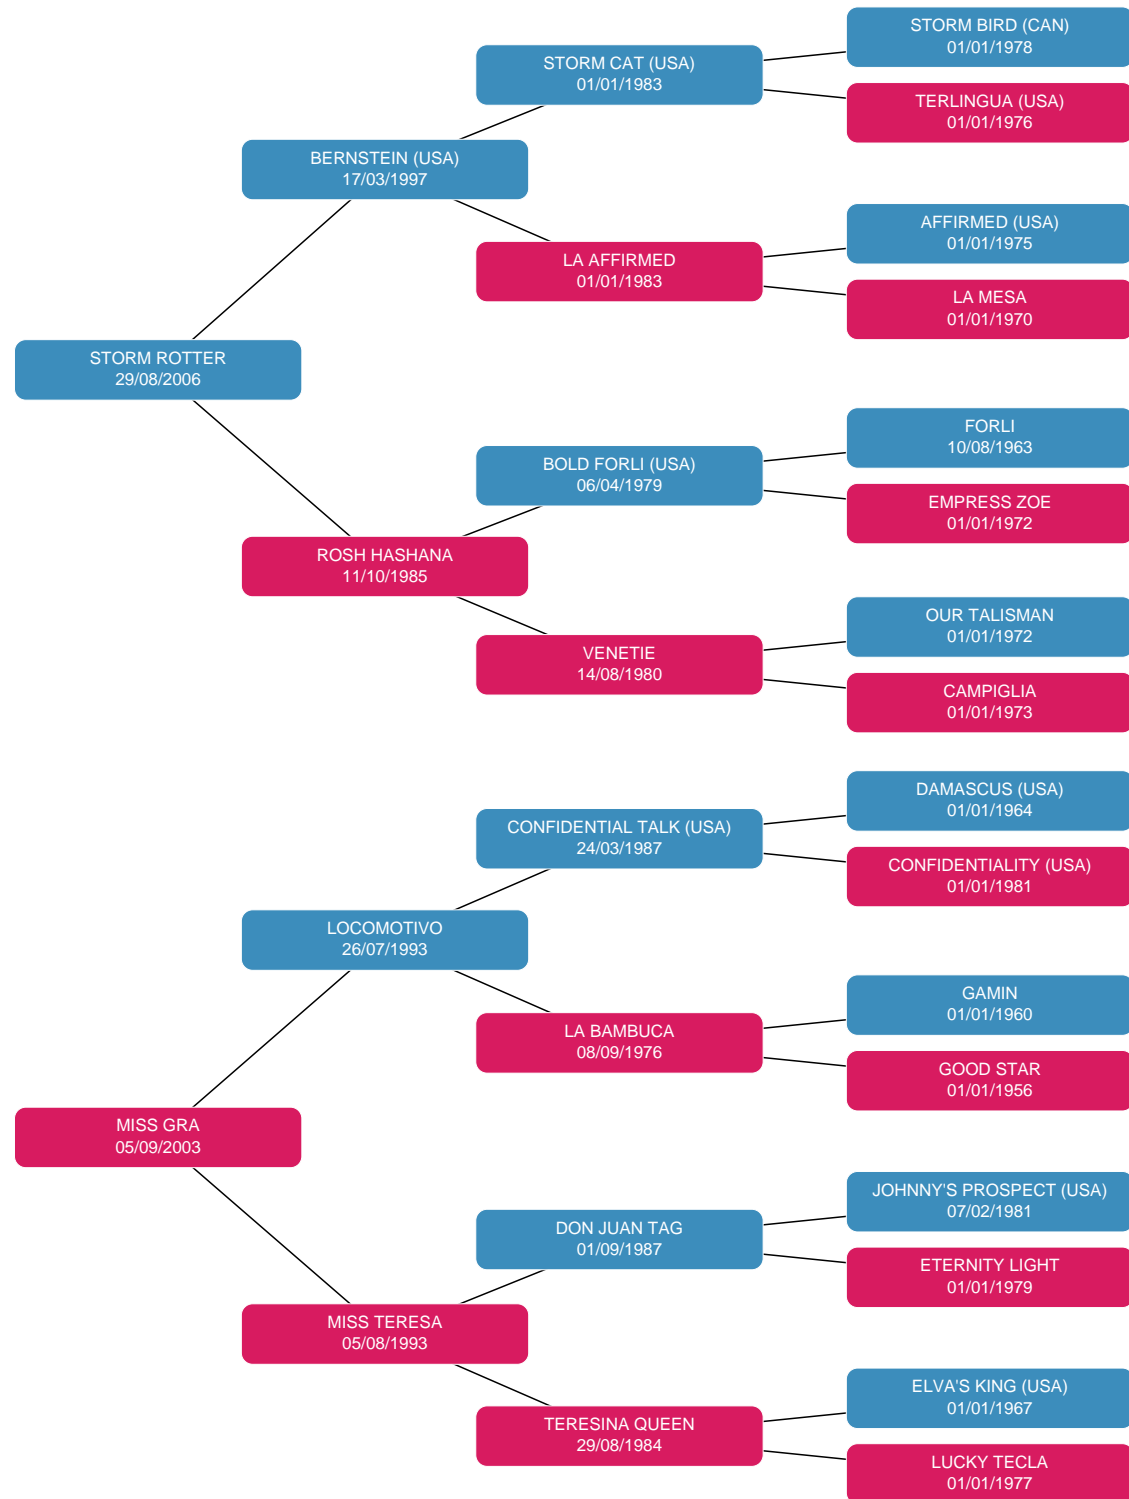 STORM BIRD (CAN)
01/01/1978
STORM CAT (USA)
01/01/1983
TERLINGUA (USA)
01/01/1976
BERNSTEIN (USA)
17/03/1997
AFFIRMED (USA)
01/01/1975
LA AFFIRMED
01/01/1983
LA MESA
01/01/1970
STORM ROTTER
29/08/2006
FORLI
10/08/1963
BOLD FORLI (USA)
06/04/1979
EMPRESS ZOE
01/01/1972
ROSH HASHANA
11/10/1985
OUR TALISMAN
01/01/1972
VENETIE
14/08/1980
CAMPIGLIA
01/01/1973
DAMASCUS (USA)
01/01/1964
CONFIDENTIAL TALK (USA)
24/03/1987
CONFIDENTIALITY (USA)
01/01/1981
LOCOMOTIVO
26/07/1993
GAMIN
01/01/1960
LA BAMBUCA
08/09/1976
GOOD STAR
01/01/1956
MISS GRA
05/09/2003
JOHNNY'S PROSPECT (USA)
07/02/1981
DON JUAN TAG
01/09/1987
ETERNITY LIGHT
01/01/1979
MISS TERESA
05/08/1993
ELVA'S KING (USA)
01/01/1967
TERESINA QUEEN
29/08/1984
LUCKY TECLA
01/01/1977